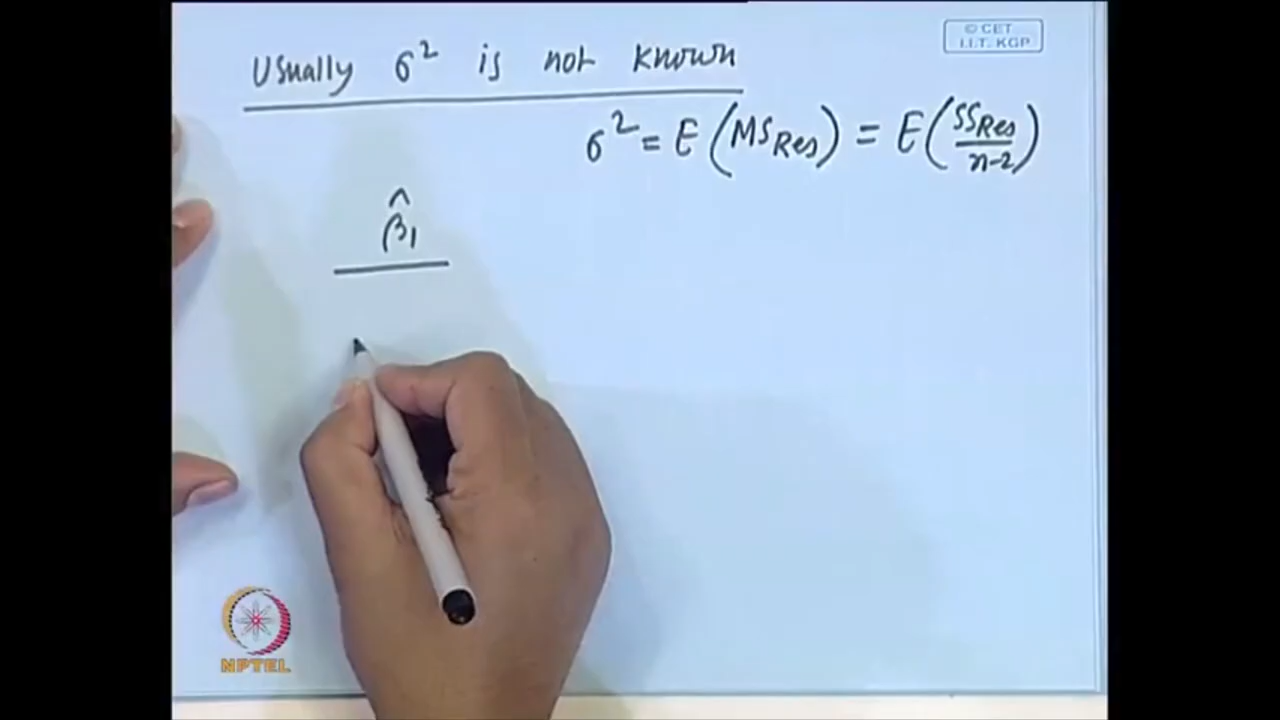 © CET
I.I.T. KGP
Usually σ² is not known
σ² = E(MS_Res) = E(SS_Res / n-2)
β̂₁
NPTEL